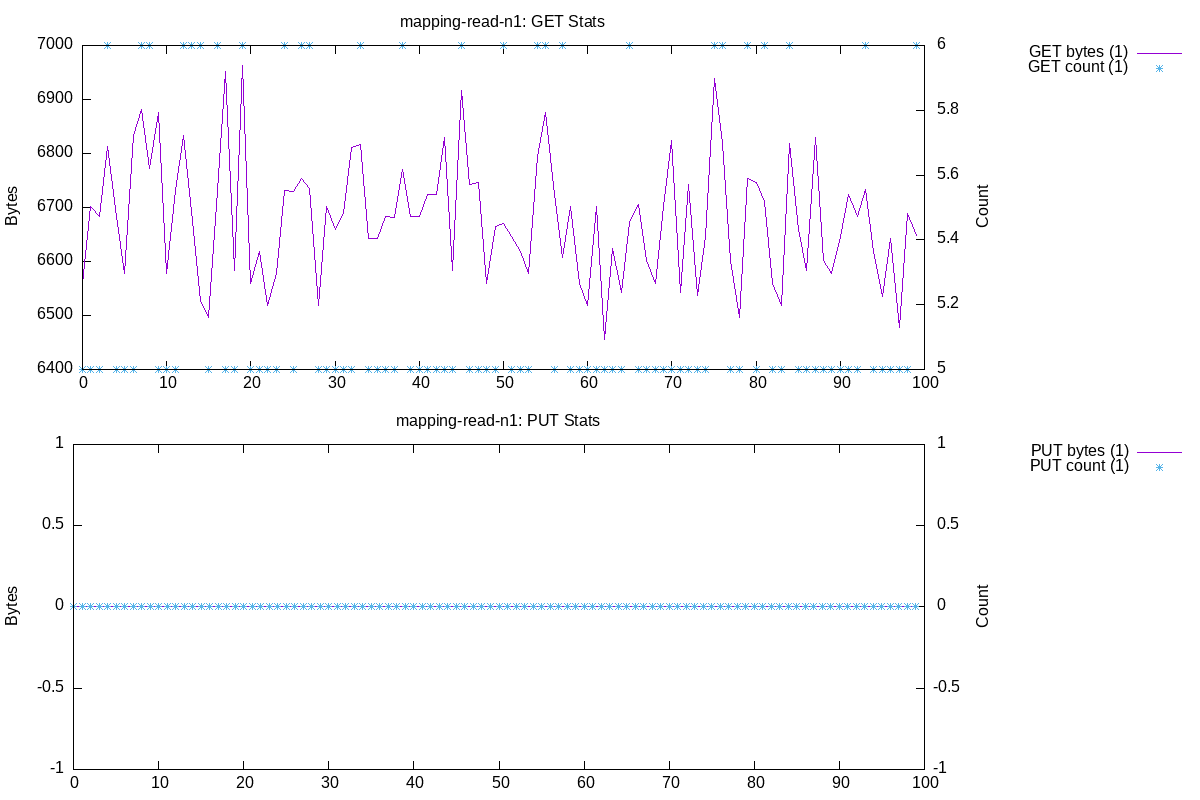 mapping-read-n1: GET Stats
7000
6900
6800
6700
6600
6500
6400
Bytes
6
5.8
5.6
5.4
5.2
5
Count
0 10 20 30 40 50 60 70 80 90 100
GET bytes (1)
GET count (1)
mapping-read-n1: PUT Stats
1
0.5
0
-0.5
-1
Bytes
1
0.5
0
-0.5
-1
Count
0 10 20 30 40 50 60 70 80 90 100
PUT bytes (1)
PUT count (1)